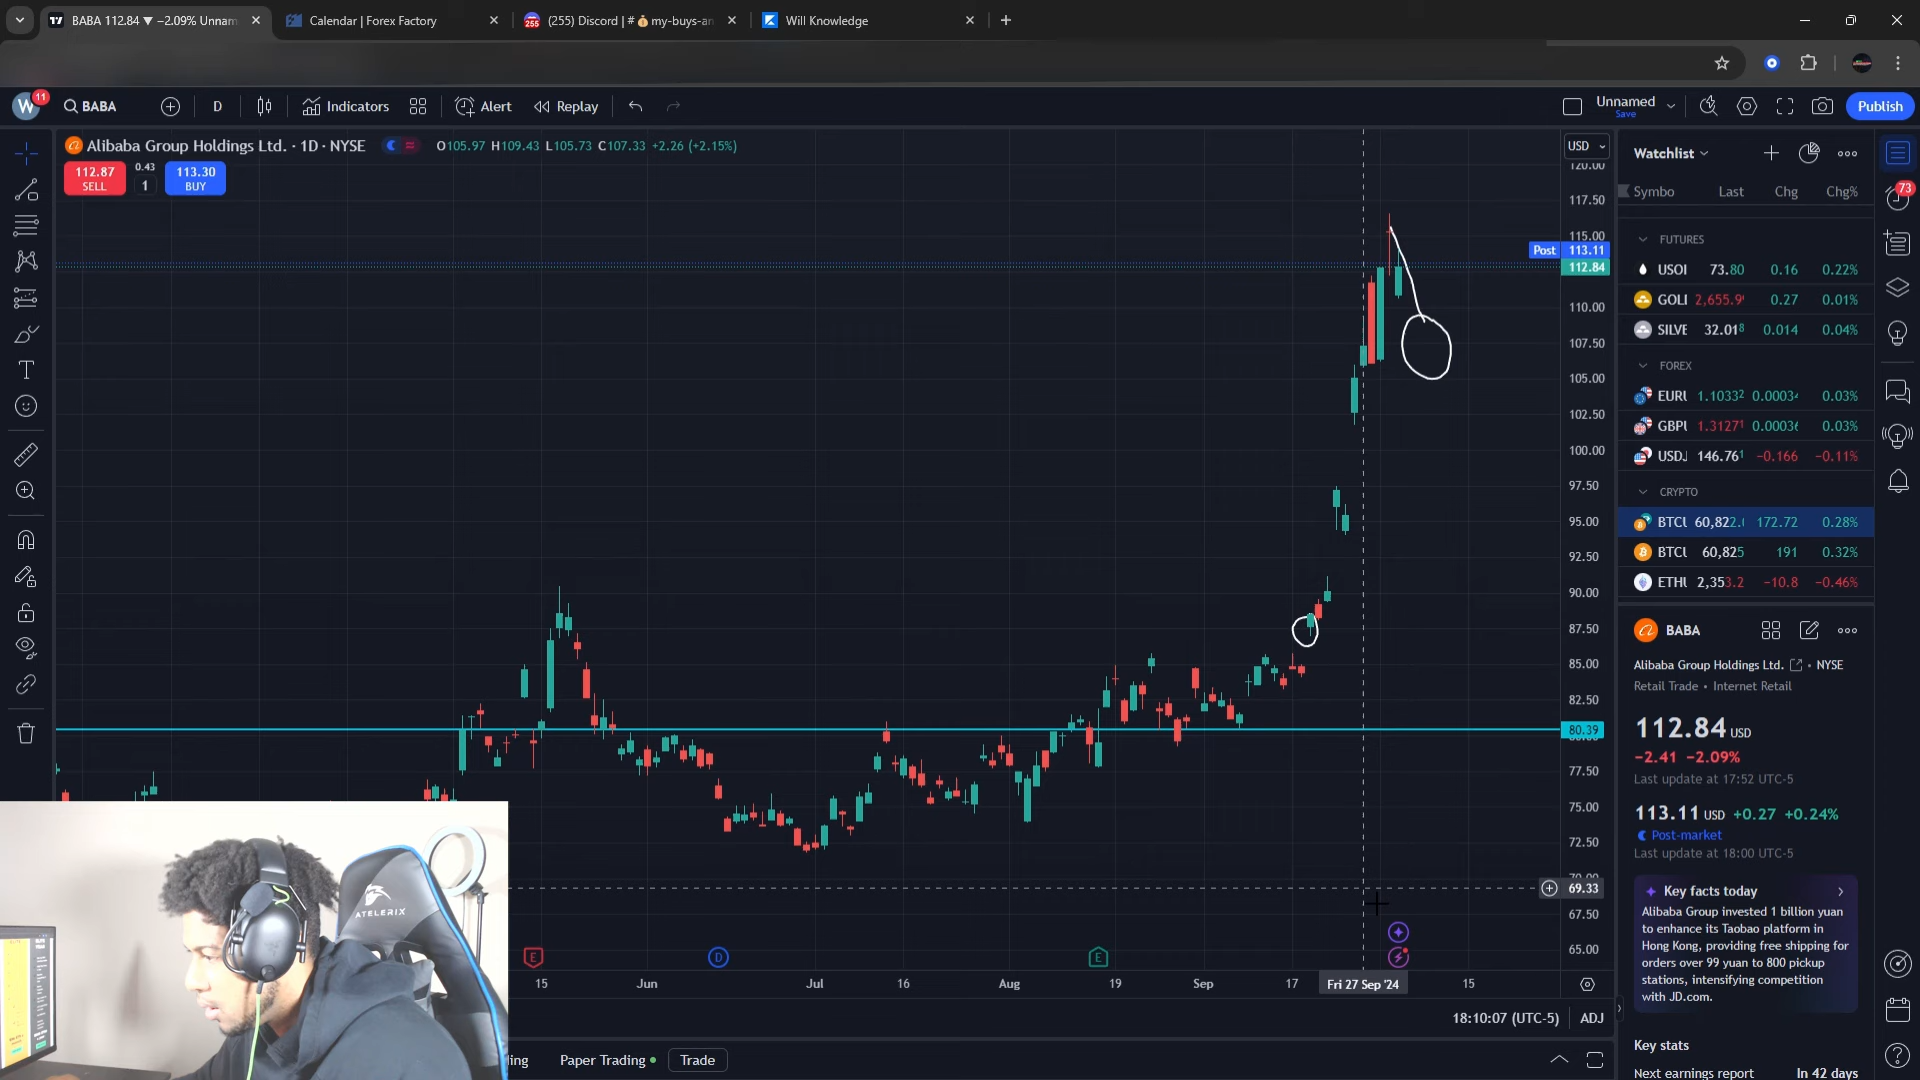 BABA 112.84 ▼ −2.09% Unnam
Calendar | Forex Factory
(255) Discord | # 💰my-buys-an
Will Knowledge
W 11
BABA
D
Indicators
Alert
Replay
Unnamed
Save
Publish
Alibaba Group Holdings Ltd. · 1D · NYSE
O105.97 H109.43 L105.73 C107.33 +2.26 (+2.15%)
112.87
SELL
0.43
1
113.30
BUY
USD
120.00
117.50
115.00
Post 113.11
112.84
110.00
107.50
105.00
102.50
100.00
97.50
95.00
92.50
90.00
87.50
85.00
82.50
80.39
77.50
75.00
72.50
69.33
67.50
65.00
E
D
E
15
Jun
Jul
16
Aug
19
Sep
17
Fri 27 Sep '24
15
18:10:07 (UTC-5)
ADJ
ing
Paper Trading
Trade
ATELERIX
Watchlist
Symbo Last Chg Chg%
FUTURES
USOI 73.80 0.16 0.22%
GOLI 2,655.9 0.27 0.01%
SILVE 32.018 0.014 0.04%
FOREX
EURL 1.10332 0.00034 0.03%
GBPL 1.31271 0.00036 0.03%
USDJ 146.761 −0.166 −0.11%
CRYPTO
BTCL 60,822. 172.72 0.28%
BTCL 60,825 191 0.32%
ETHL 2,353.2 −10.8 −0.46%
73
BABA
Alibaba Group Holdings Ltd. • NYSE
Retail Trade • Internet Retail
112.84 USD
−2.41 −2.09%
Last update at 17:52 UTC-5
113.11 USD +0.27 +0.24%
Post-market
Last update at 18:00 UTC-5
Key facts today
Alibaba Group invested 1 billion yuan
to enhance its Taobao platform in
Hong Kong, providing free shipping for
orders over 99 yuan to 800 pickup
stations, intensifying competition
with JD.com.
Key stats
Next earnings report In 42 days